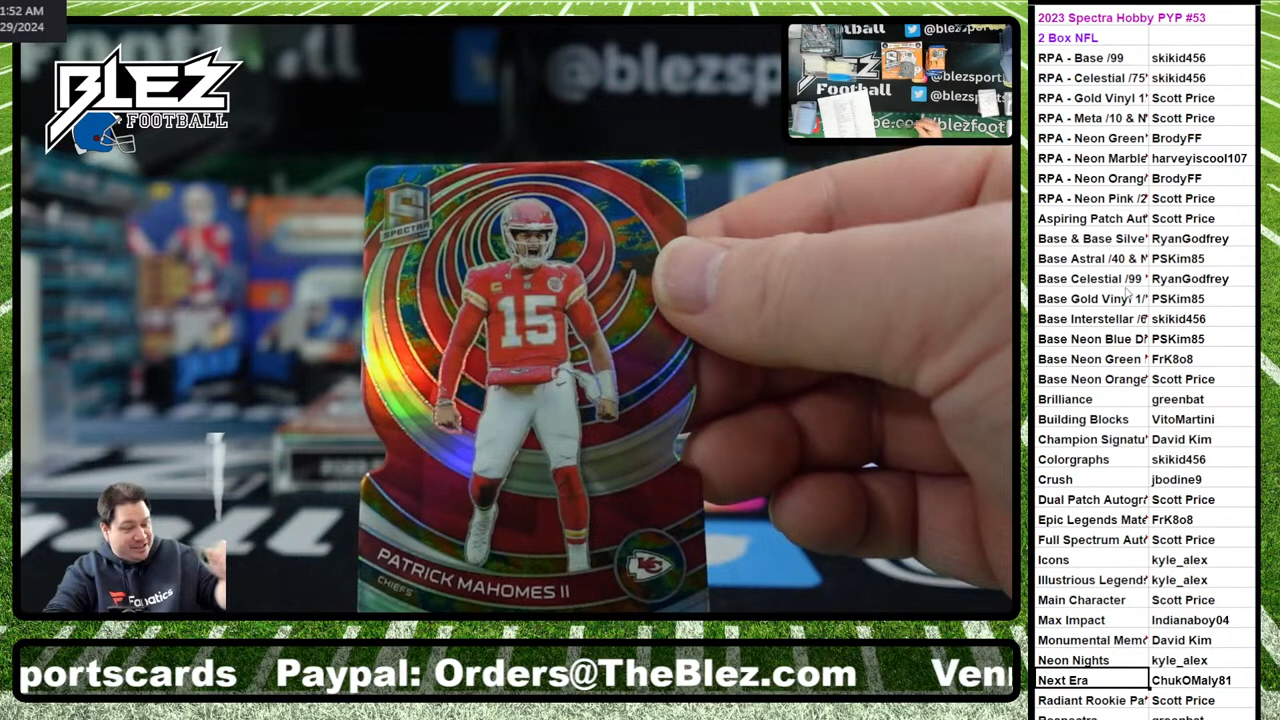 1:52 AM
29/2024
BLEZ
FOOTBALL
@blezsp
Football
@blezsport
@blezsports
be.com/blezfoot
SPECTRA
15
PATRICK MAHOMES II
CHIEFS
Fanatics
portscards Paypal: Orders@TheBlez.com Ven
2023 Spectra Hobby PYP #53
2 Box NFL
RPA - Base /99 skikid456
RPA - Celestial /75 skikid456
RPA - Gold Vinyl 1 Scott Price
RPA - Meta /10 & N Scott Price
RPA - Neon Green BrodyFF
RPA - Neon Marble harveyiscool107
RPA - Neon Orang BrodyFF
RPA - Neon Pink /2 Scott Price
Aspiring Patch Aut Scott Price
Base & Base Silve RyanGodfrey
Base Astral /40 & N PSKim85
Base Celestial /99 RyanGodfrey
Base Gold Vinyl 1/ PSKim85
Base Interstellar /6 skikid456
Base Neon Blue Di PSKim85
Base Neon Green FrK8o8
Base Neon Orange Scott Price
Brilliance greenbat
Building Blocks VitoMartini
Champion Signatu David Kim
Colorgraphs skikid456
Crush jbodine9
Dual Patch Autogr Scott Price
Epic Legends Mate FrK8o8
Full Spectrum Aut Scott Price
Icons kyle_alex
Illustrious Legend kyle_alex
Main Character Scott Price
Max Impact Indianaboy04
Monumental Mem David Kim
Neon Nights kyle_alex
Next Era ChukOMaly81
Radiant Rookie Pa Scott Price